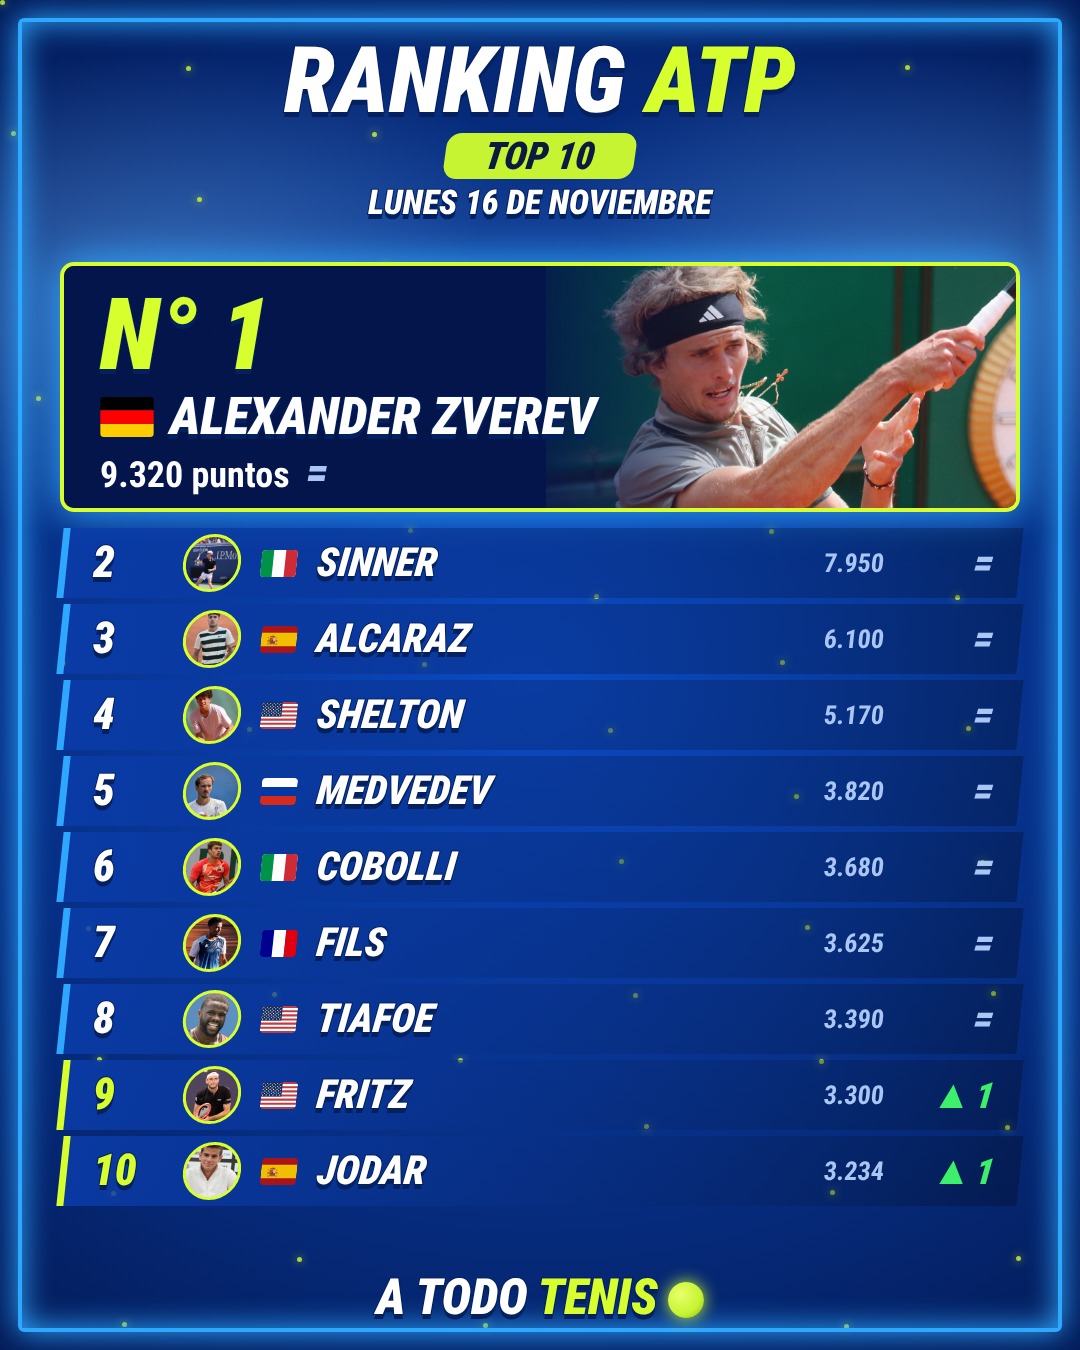 RANKING ATP
TOP 10
LUNES 16 DE NOVIEMBRE
N° 1
ALEXANDER ZVEREV
9.320 puntos =
2 SINNER 7.950 =
3 ALCARAZ 6.100 =
4 SHELTON 5.170 =
5 MEDVEDEV 3.820 =
6 COBOLLI 3.680 =
7 FILS 3.625 =
8 TIAFOE 3.390 =
9 FRITZ 3.300 ▲ 1
10 JODAR 3.234 ▲ 1
A TODO TENIS